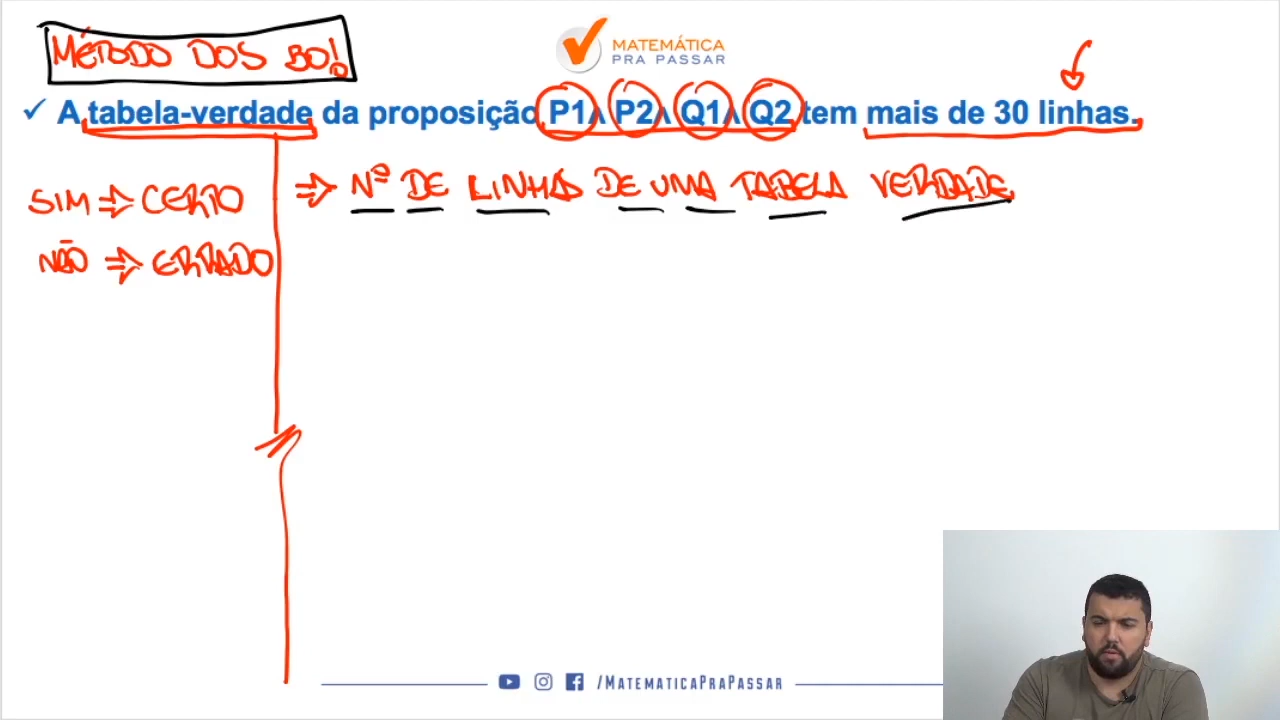 MÉTODO DOS BO!
MATEMÁTICA
PRA PASSAR
✓ A tabela-verdade da proposição P1∧ P2∧ Q1∧ Q2 tem mais de 30 linhas.
⇒ Nº DE LINHAS DE UMA TABELA VERDADE
SIM ⇒ CERTO
NÃO ⇒ ERRADO
/MATEMATICAPRAPASSAR